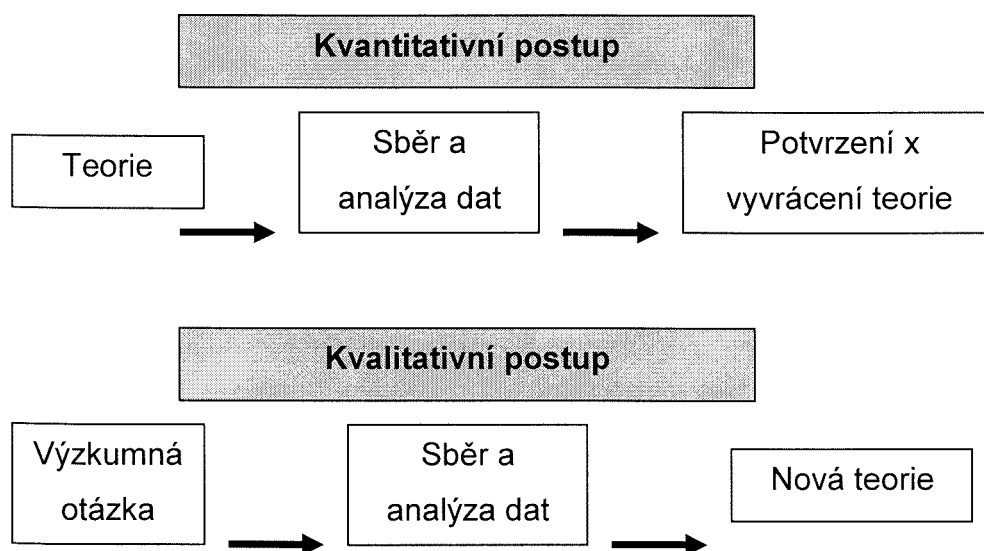 Kvantitativní postup
Teorie
Sběr a
analýza dat
Potvrzení x
vyvrácení teorie
Kvalitativní postup
Výzkumná
otázka
Sběr a
analýza dat
Nová teorie